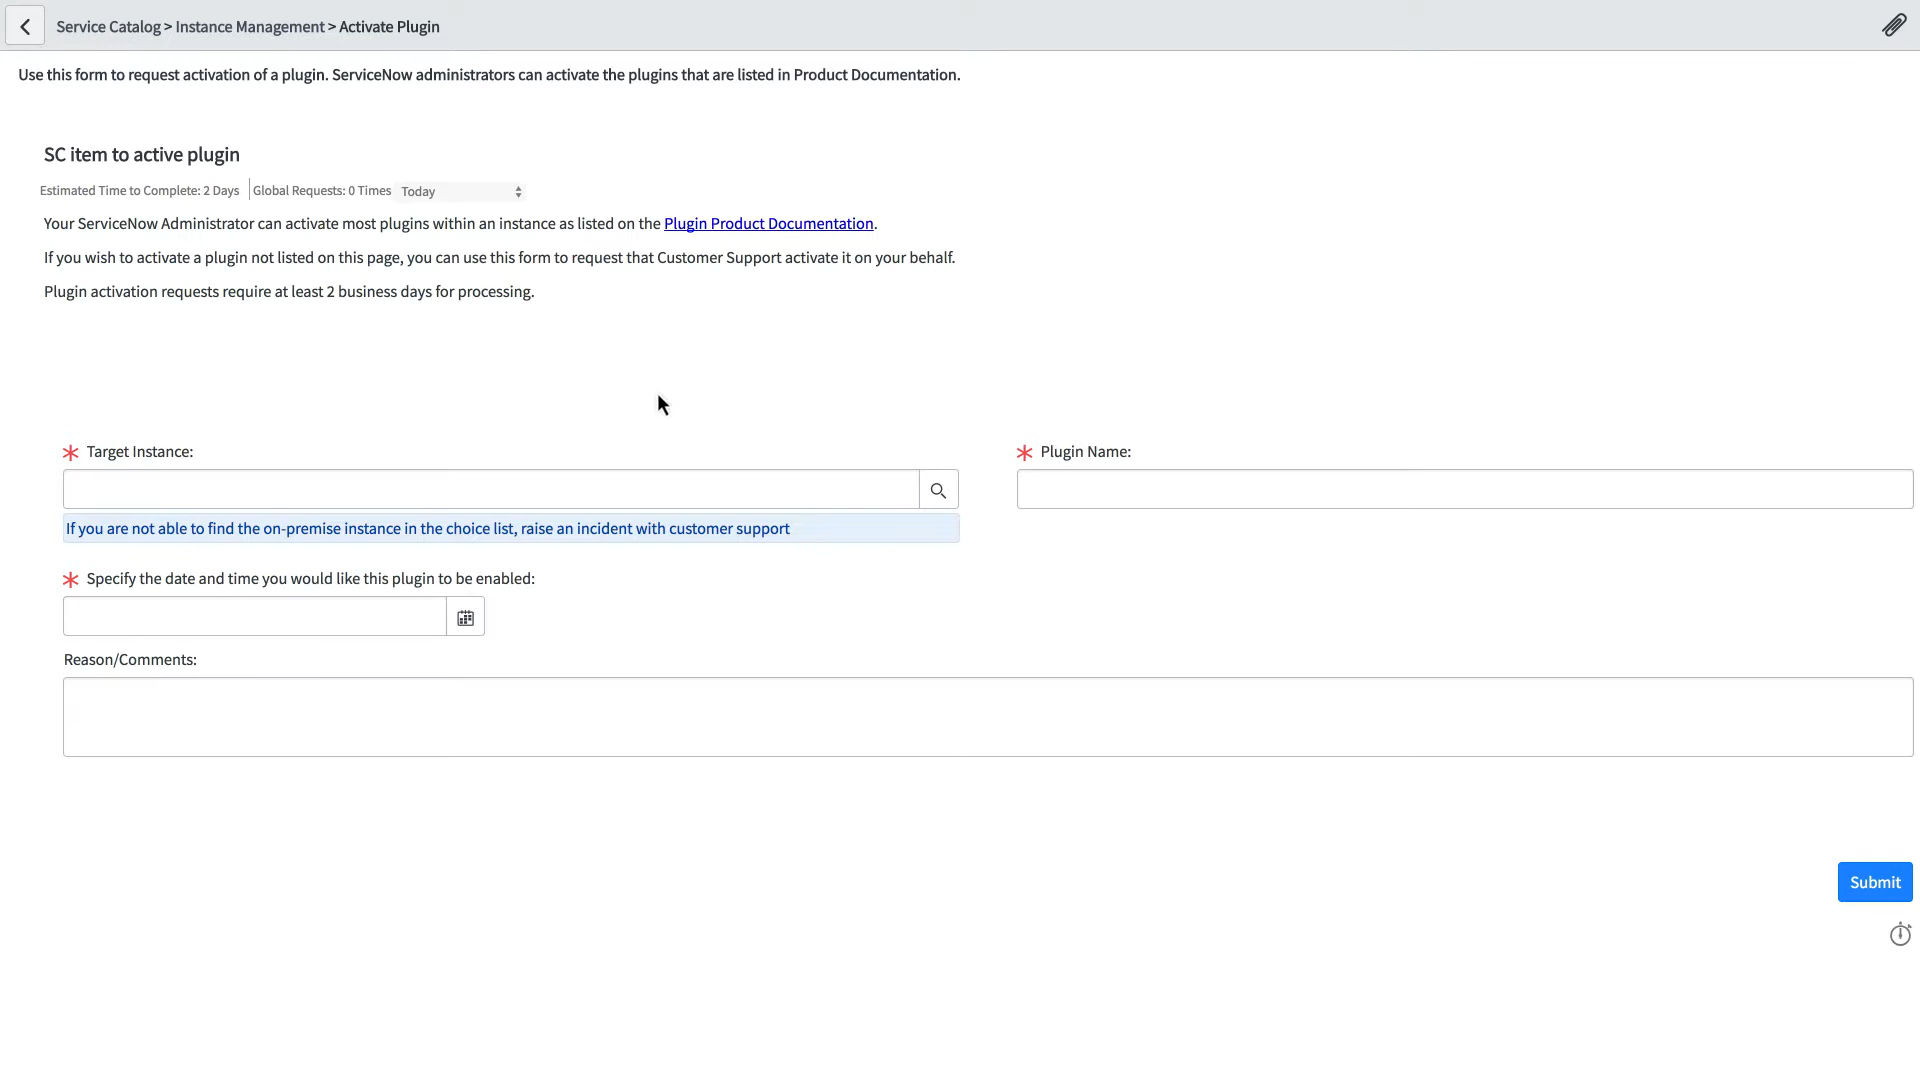 Service Catalog > Instance Management > Activate Plugin
Use this form to request activation of a plugin. ServiceNow administrators can activate the plugins that are listed in Product Documentation.
SC item to active plugin
Estimated Time to Complete: 2 Days Global Requests: 0 Times Today
Your ServiceNow Administrator can activate most plugins within an instance as listed on the Plugin Product Documentation.
If you wish to activate a plugin not listed on this page, you can use this form to request that Customer Support activate it on your behalf.
Plugin activation requests require at least 2 business days for processing.
Target Instance:
Plugin Name:
If you are not able to find the on-premise instance in the choice list, raise an incident with customer support
Specify the date and time you would like this plugin to be enabled:
Reason/Comments:
Submit